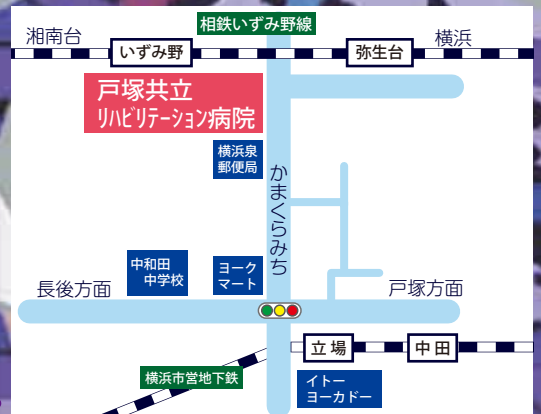 相鉄いずみ野線
湘南台
いずみ野
弥生台
横浜
戸塚共立
リハビリテーション病院
横浜泉
郵便局
かまくらみち
中和田
中学校
ヨーク
マート
長後方面
戸塚方面
立場
中田
横浜市営地下鉄
イトー
ヨーカドー